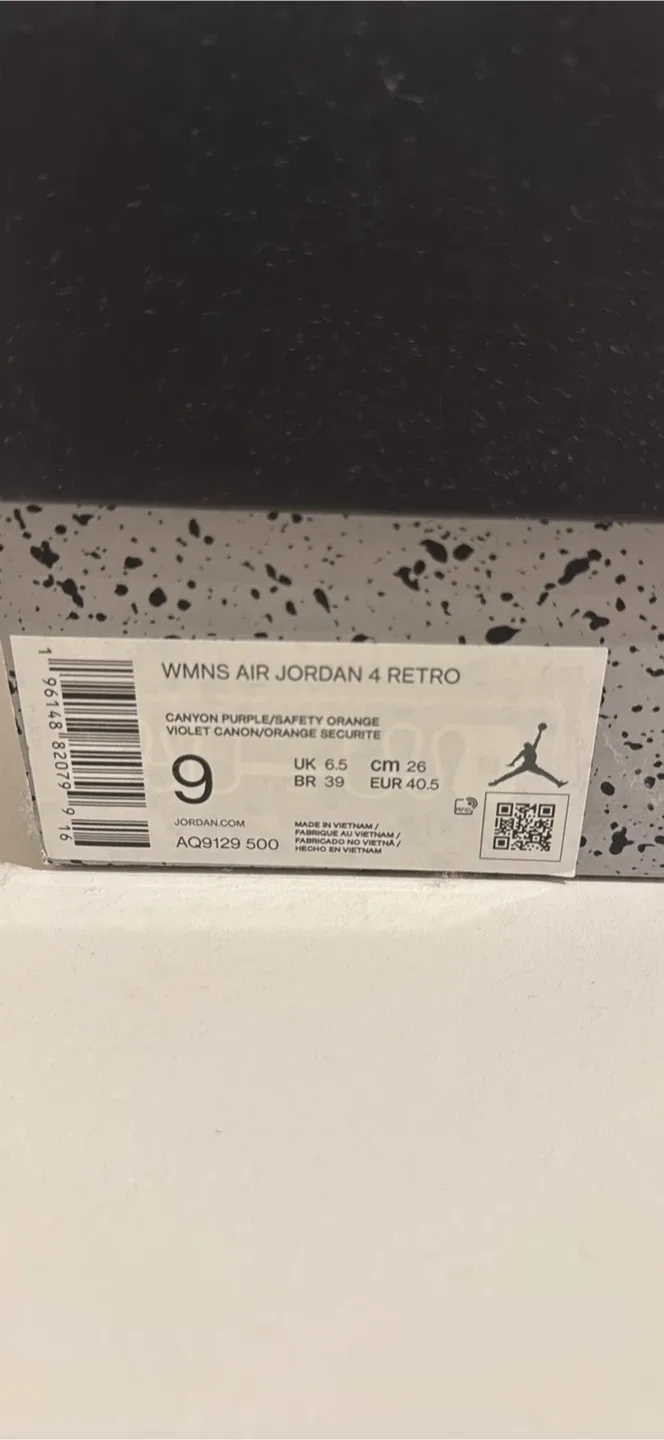 WMNS AIR JORDAN 4 RETRO
CANYON PURPLE/SAFETY ORANGE
VIOLET CANON/ORANGE SECURITE
9
UK 6.5 cm 26
BR 39 EUR 40.5
JORDAN.COM
AQ9129 500
MADE IN VIETNAM /
FABRIQUE AU VIETNAM /
FABRICADO NO VIETNÃ /
HECHO EN VIETNAM
RFID
1 96148 82079 9 16